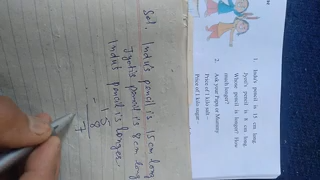 1. Indu's pencil is 15 cm long
Jyoti's pencil is 8 cm long
Whose pencil is longer? How
much longer?
2. Ask your Papa or Mummy
Price of 1 kilo salt -
Price of 1 kilo sugar -
Sol. Indu's pencil is 15 cm long
Jyoti's pencil is 8 cm long
Indu's pencil is longer
15
- 8
7